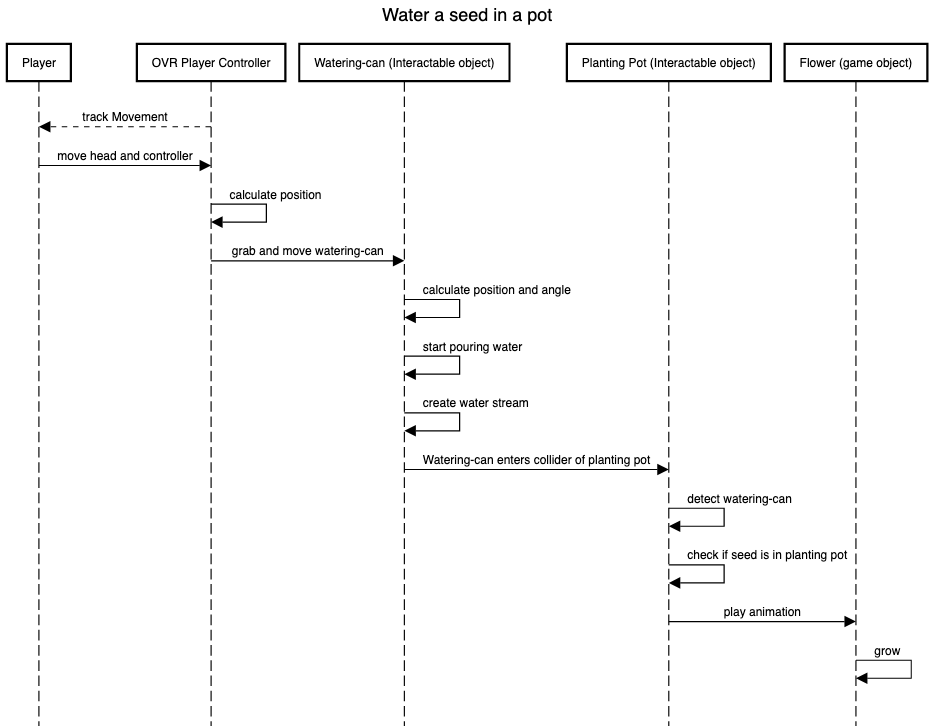 Water a seed in a pot
Player
OVR Player Controller
Watering-can (Interactable object)
Planting Pot (Interactable object)
Flower (game object)
track Movement
move head and controller
calculate position
grab and move watering-can
calculate position and angle
start pouring water
create water stream
Watering-can enters collider of planting pot
detect watering-can
check if seed is in planting pot
play animation
grow